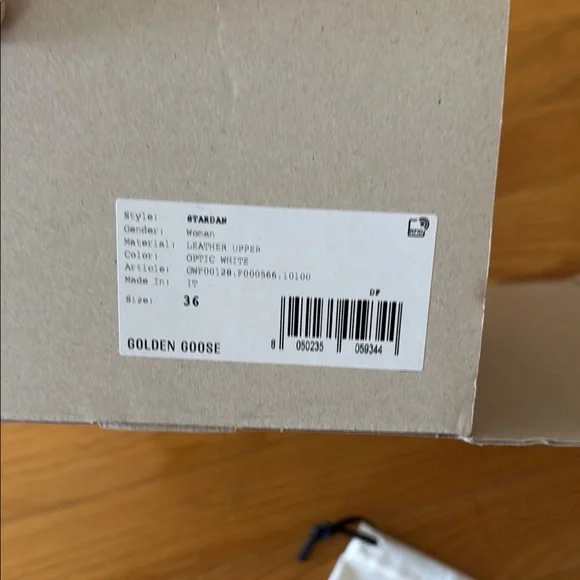 Style: STARDAN
Gender: Woman
Material: LEATHER UPPER
Color: OPTIC WHITE
Article: GWF00128.F000566.10100
Made In: IT
Size: 36
DF
GOLDEN GOOSE
8 050235 059344
RFID